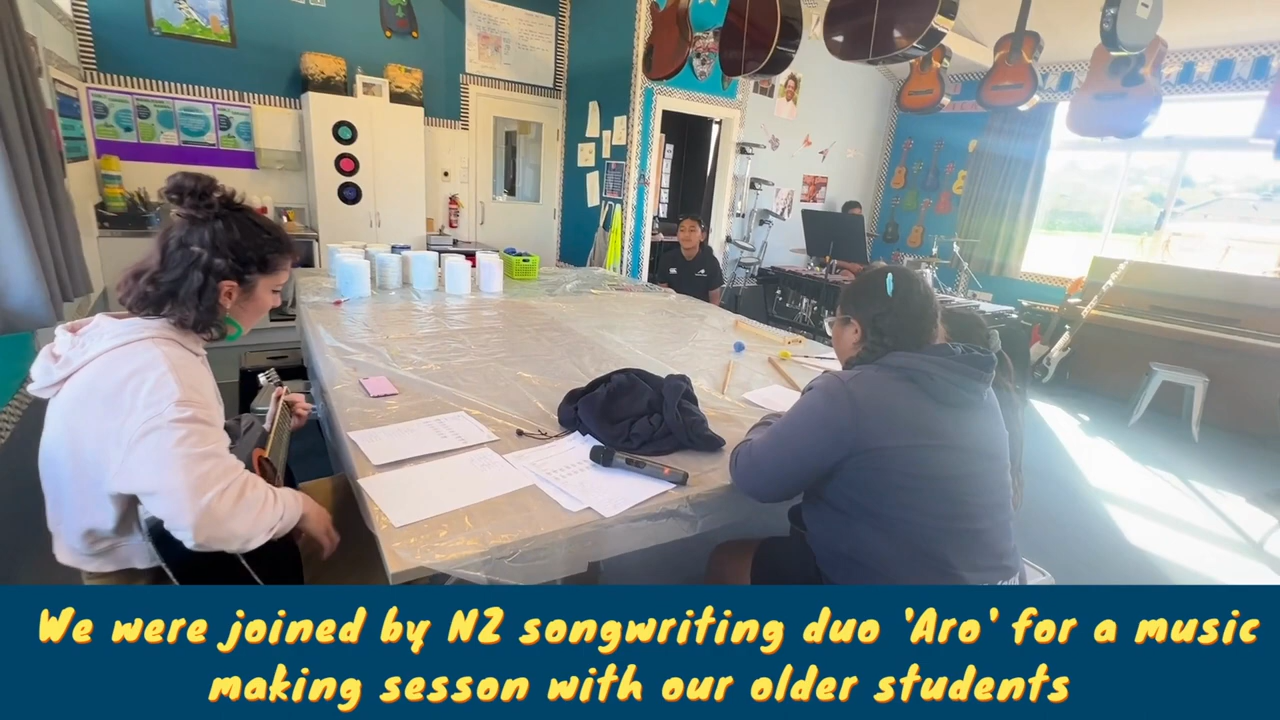 We were joined by NZ songwriting duo 'Aro' for a music
making sesson with our older students